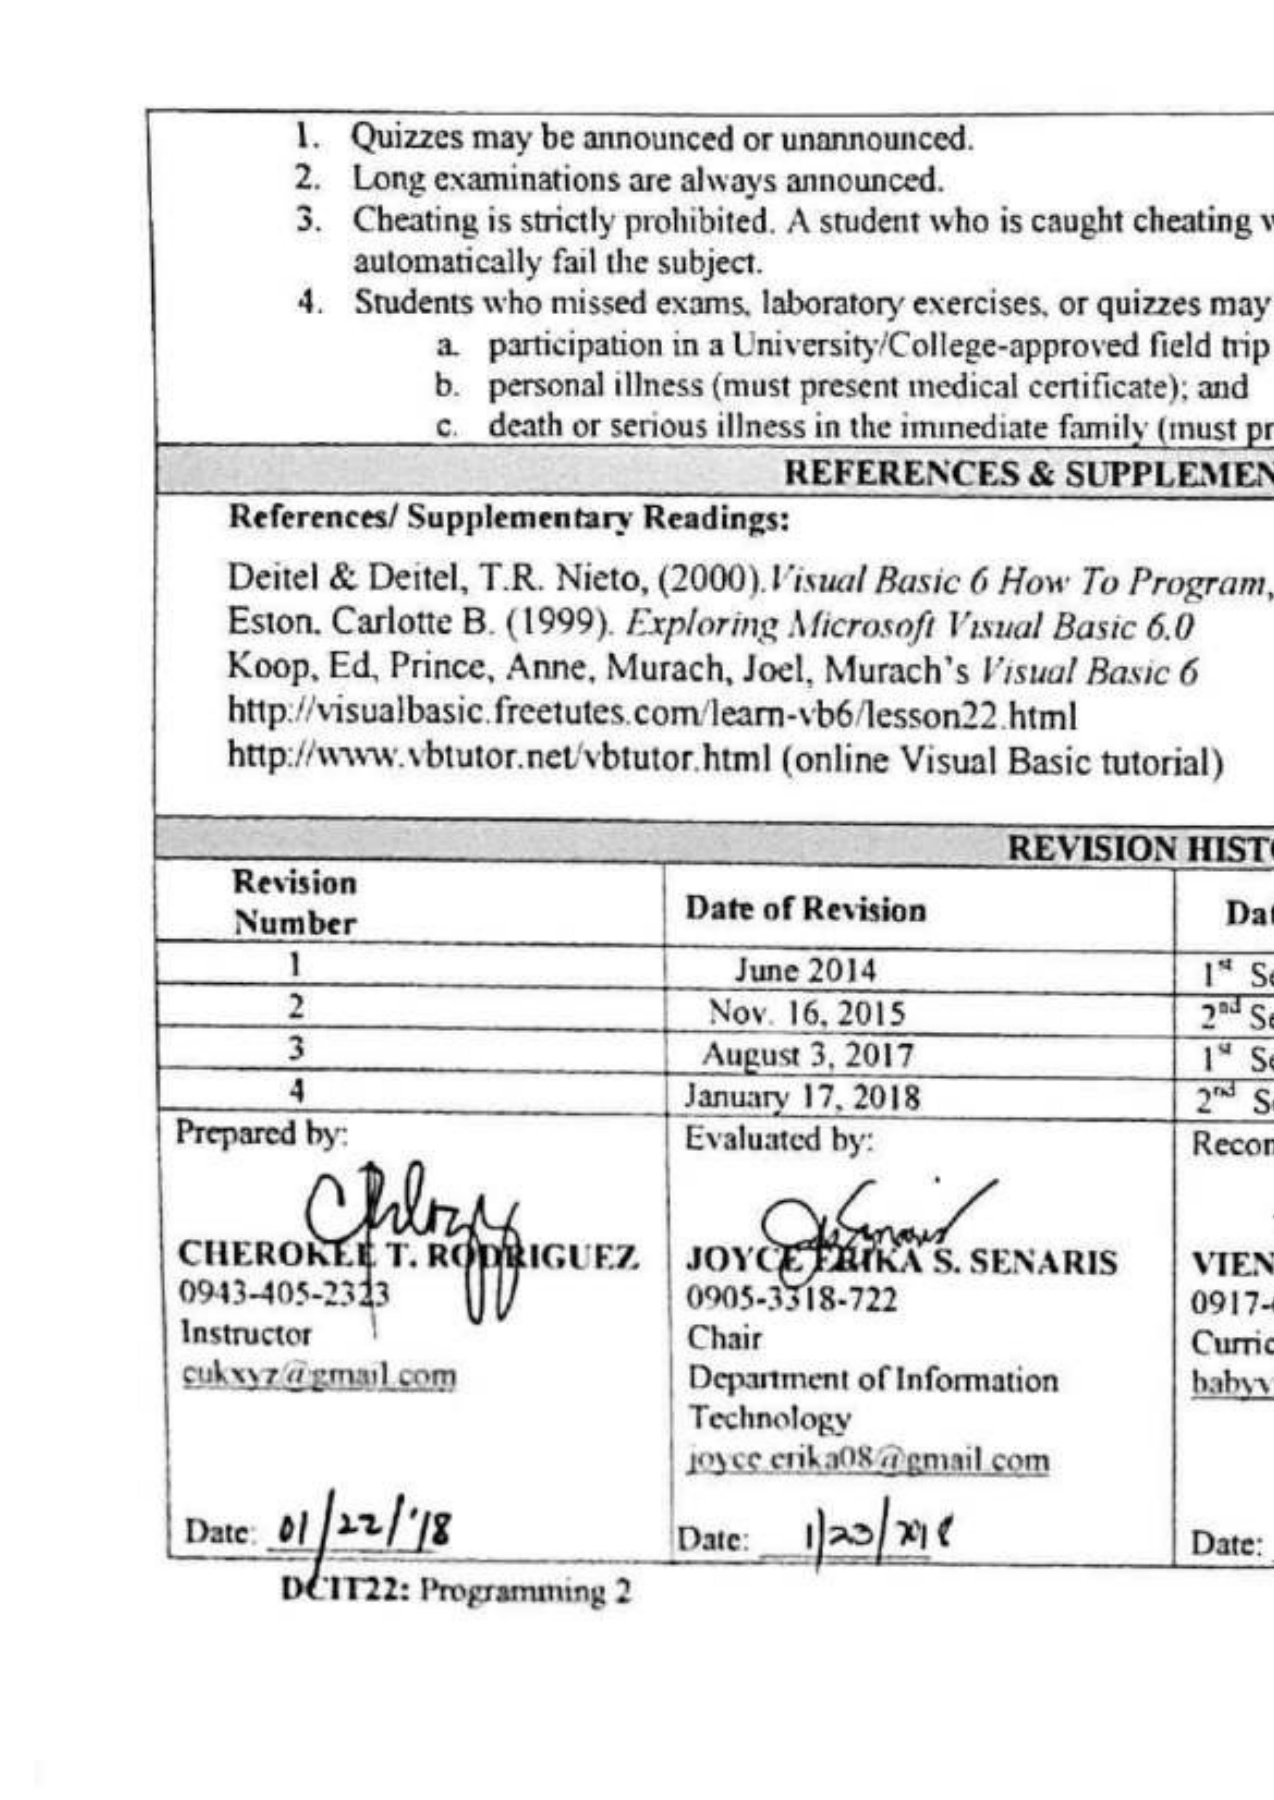 1. Quizzes may be announced or unannounced.
2. Long examinations are always announced.
3. Cheating is strictly prohibited. A student who is caught cheating
automatically fail the subject.
4. Students who missed exams, laboratory exercises, or quizzes may
a. participation in a University/College-approved field trip
b. personal illness (must present medical certificate); and
c. death or serious illness in the immediate family (must pr
REFERENCES & SUPPLEMEN
References/ Supplementary Readings:
Deitel & Deitel, T.R. Nieto, (2000). Visual Basic 6 How To Program,
Eston. Carlotte B. (1999). Exploring Microsoft Visual Basic 6.0
Koop, Ed, Prince, Anne, Murach, Joel, Murach's Visual Basic 6
http://visualbasic.freetutes.com/learn-vb6/lesson22.html
http://www.vbtutor.net/vbtutor.html (online Visual Basic tutorial)
REVISION HIST
Revision Number Date of Revision Dat
1 June 2014 1st Se
2 Nov. 16, 2015 2nd Se
3 August 3, 2017 1st Se
4 January 17, 2018 2nd S
Prepared by: Evaluated by: Recon
CHEROKEE T. RODRIGUEZ JOYCE ERIKA S. SENARIS VIEN
0943-405-2323 0905-3318-722 0917-
Instructor Chair Curric
cukxyz@gmail.com Department of Information babyv
Technology
joyce.erika08@gmail.com
Date: 01/22/'18 Date: 1/23/2018 Date:
DCIT22: Programming 2